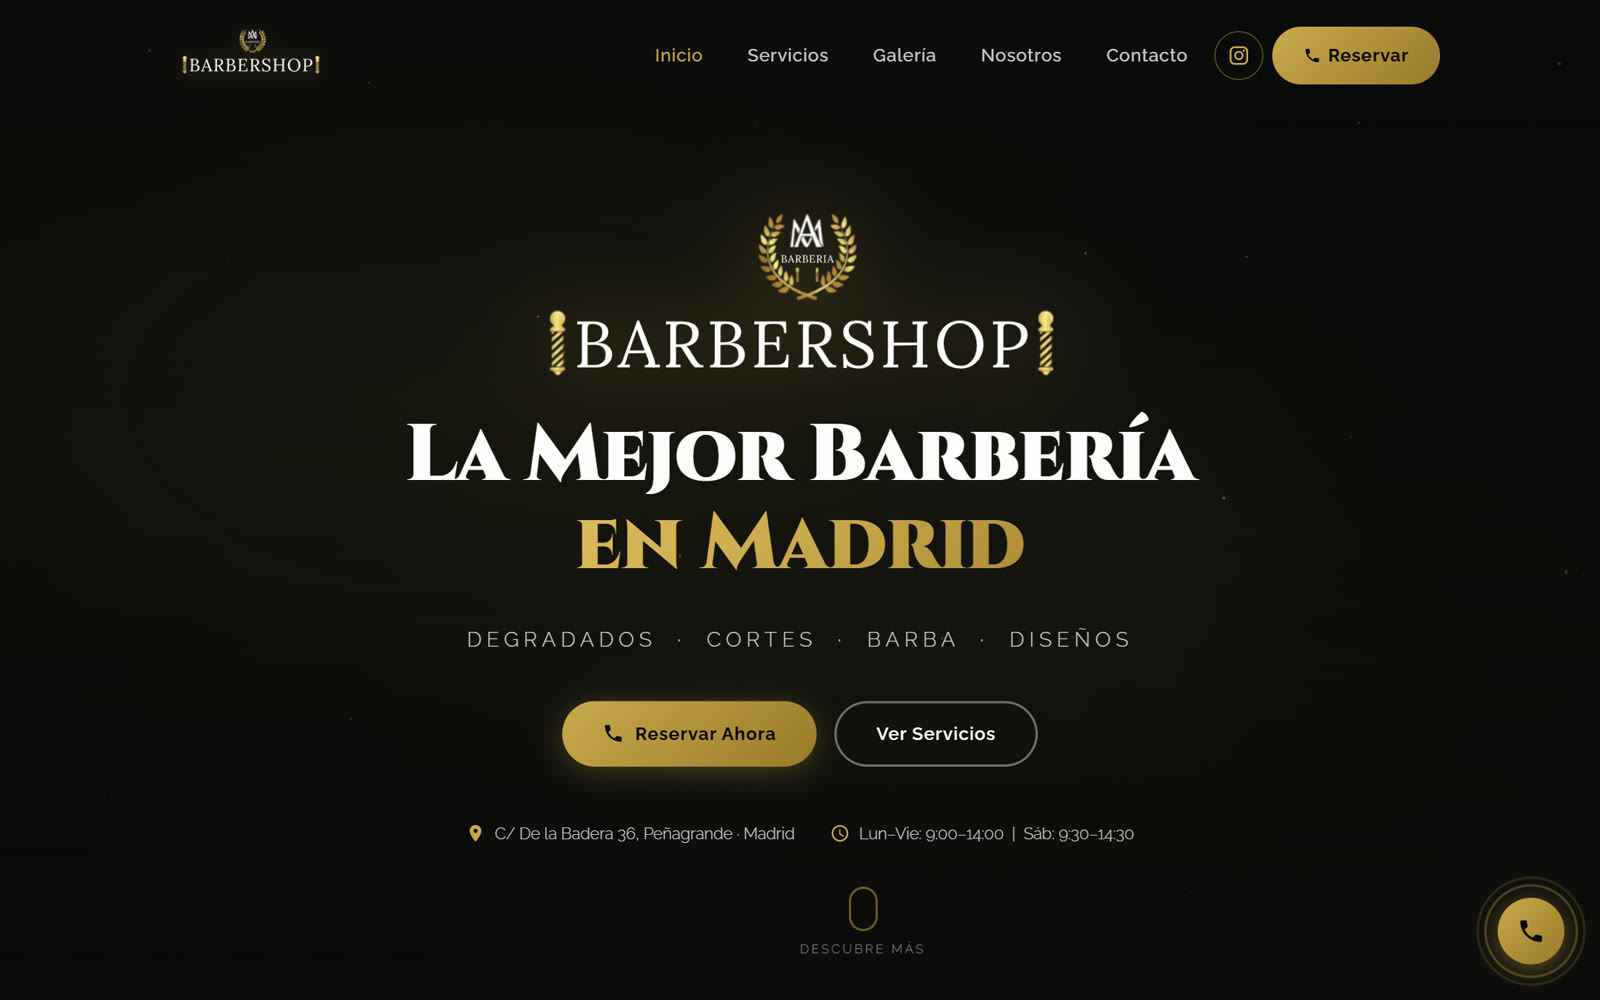 BARBERSHOP
Inicio
Servicios
Galería
Nosotros
Contacto
Reservar
MA
BARBERIA
BARBERSHOP
La Mejor Barbería
en Madrid
DEGRADADOS · CORTES · BARBA · DISEÑOS
Reservar Ahora
Ver Servicios
C/ De la Badera 36, Peñagrande · Madrid
Lun–Vie: 9:00–14:00 | Sáb: 9:30–14:30
DESCUBRE MÁS